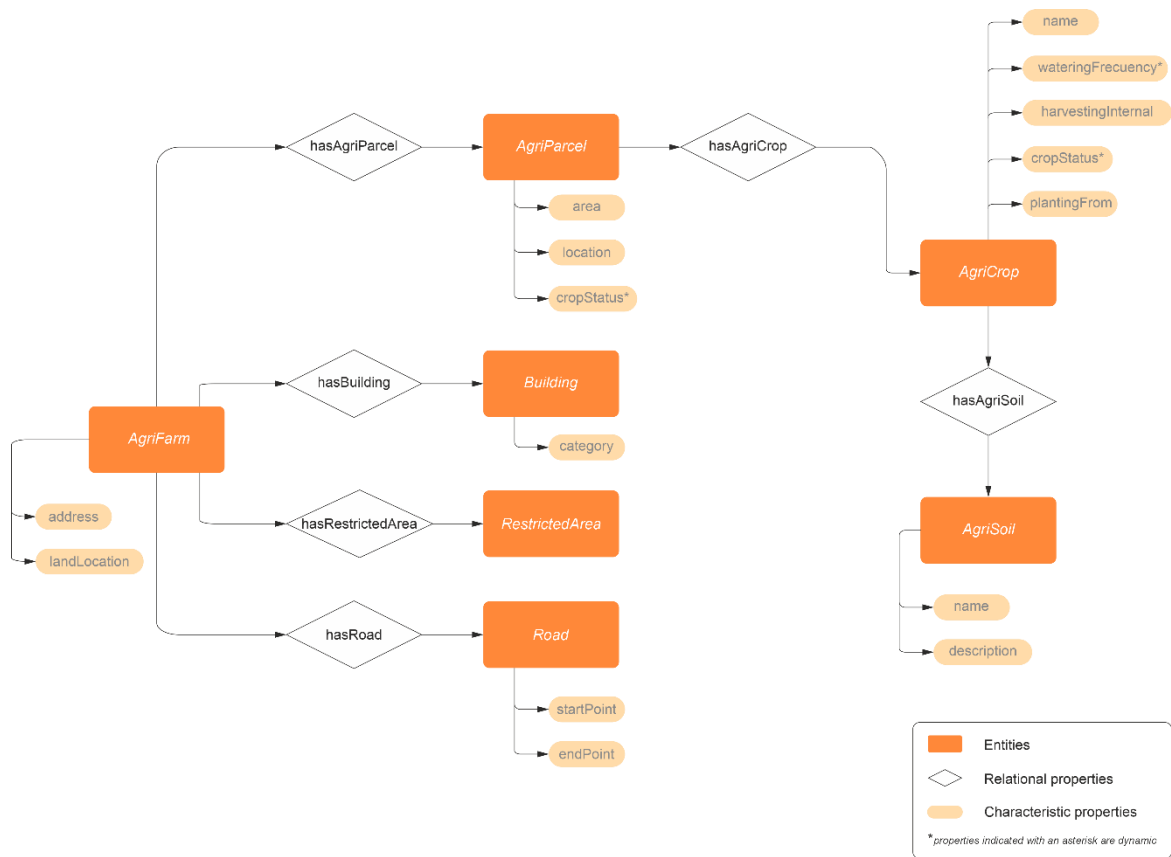 name
wateringFrecuency*
harvestingInternal
cropStatus*
plantingFrom
hasAgriParcel
AgriParcel
hasAgriCrop
area
location
cropStatus*
AgriCrop
hasBuilding
Building
category
hasAgriSoil
AgriFarm
address
landLocation
hasRestrictedArea
RestrictedArea
AgriSoil
name
description
hasRoad
Road
startPoint
endPoint
Entities
Relational properties
Characteristic properties
*properties indicated with an asterisk are dynamic